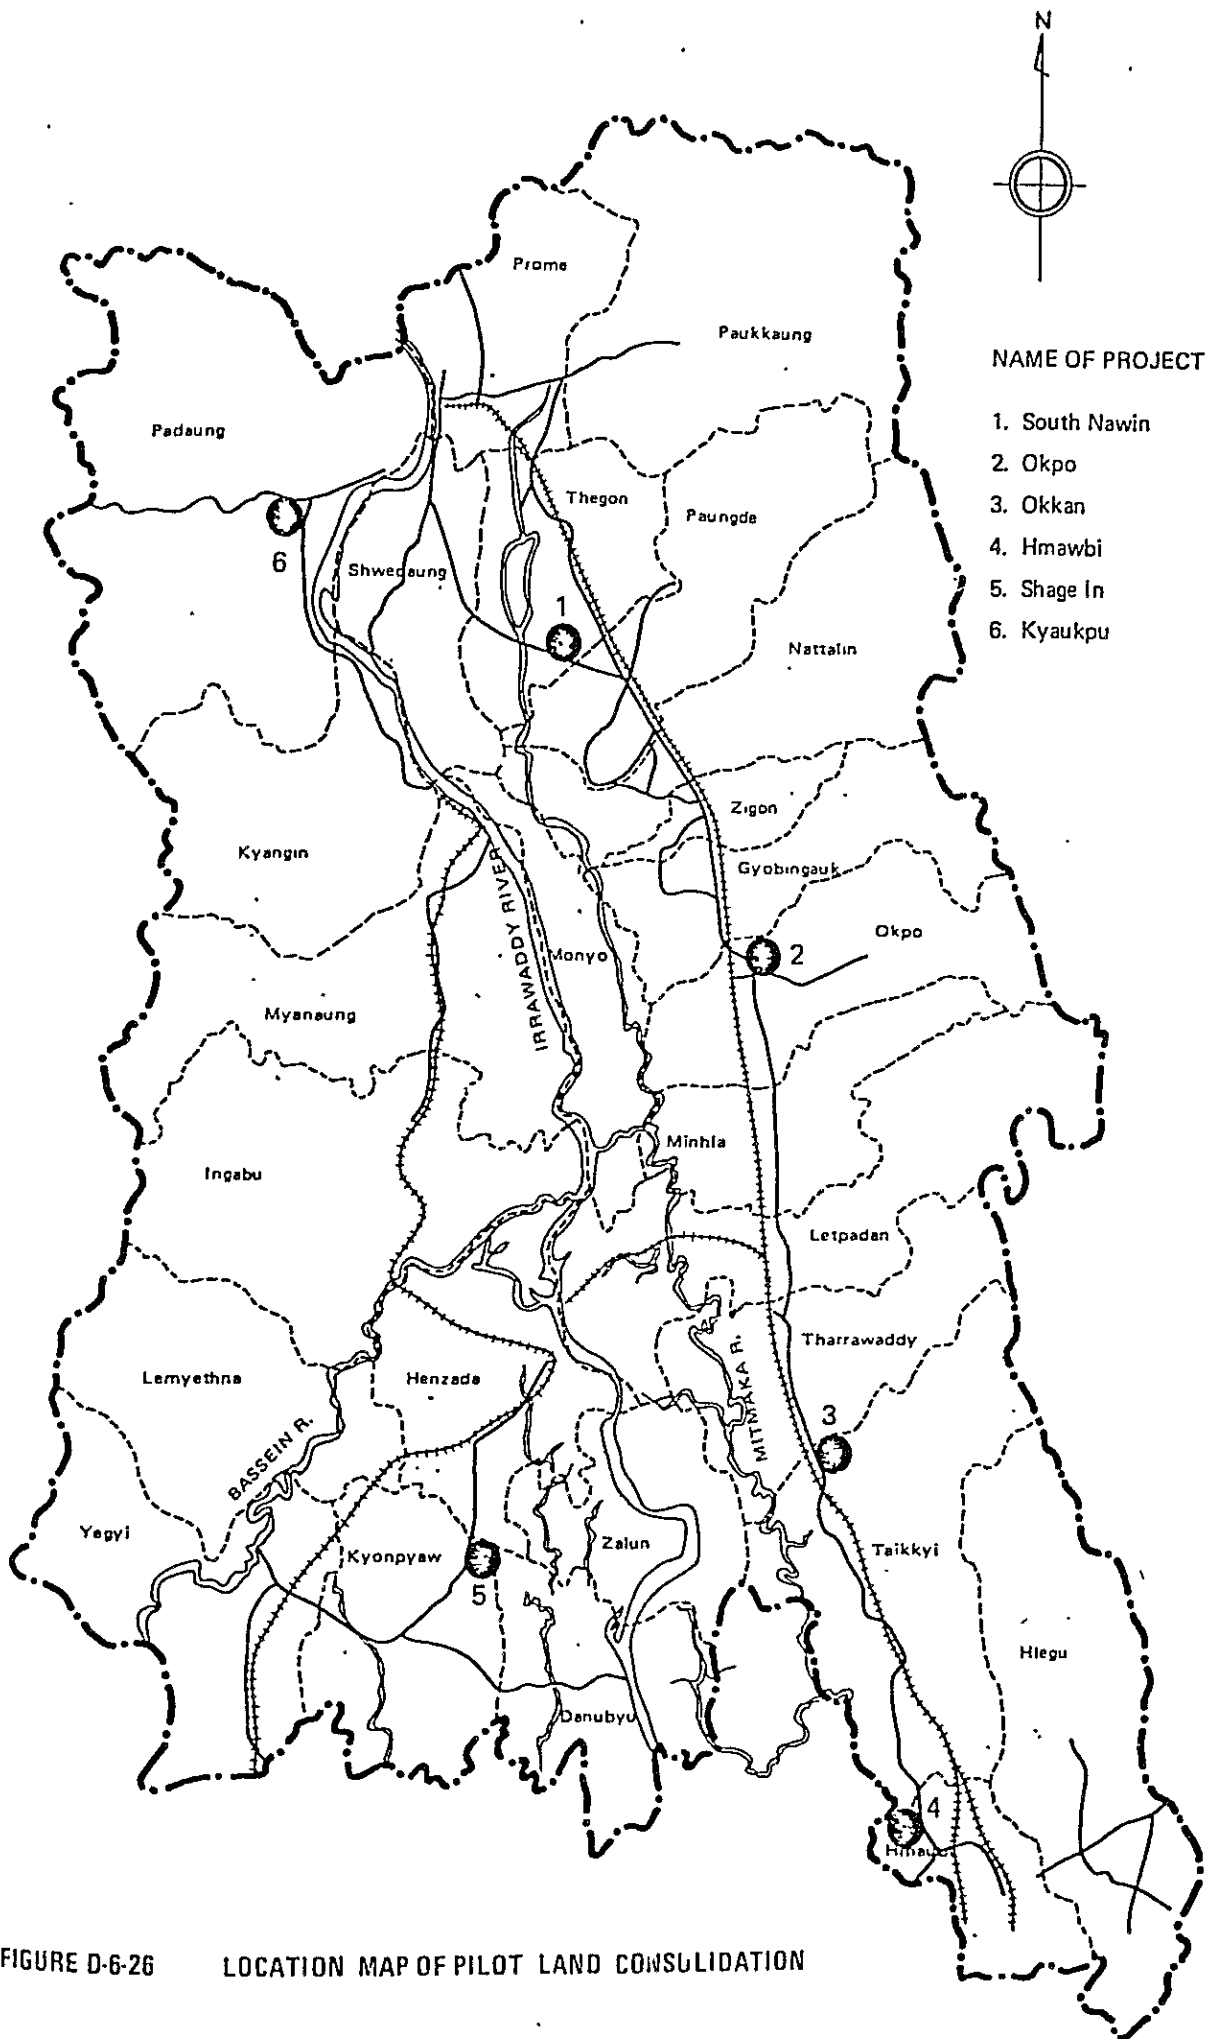 N
Prome
Paukkaung
NAME OF PROJECT
Padaung
1. South Nawin
2. Okpo
3. Okkan
4. Hmawbi
5. Shage In
6. Kyaukpu
Thegon
Paungde
6
Shwedaung
1
Nattalin
Zigon
Kyangin
Gyobingauk
IRRAWADDY RIVER
Okpo
Monyo
2
Myanaung
Minhla
Ingabu
Letpadan
Tharrawaddy
Lemyethna
Henzada
MITMAKA R.
3
BASSEIN R.
Yegyi
Kyonpyaw
Zalun
Taikkyi
5
Hlegu
Danubyu
4
FIGURE D-6-26 LOCATION MAP OF PILOT LAND CONSOLIDATION